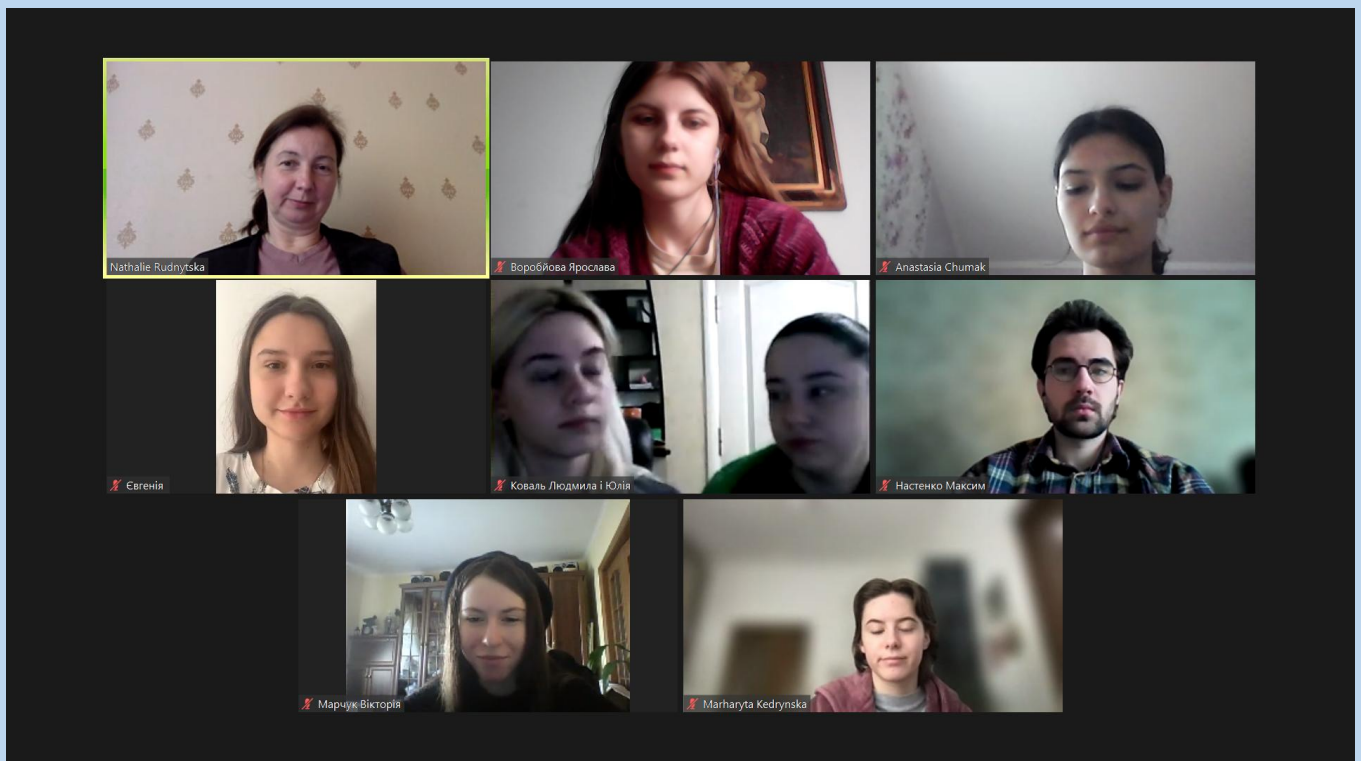 Nathalie Rudnytska
Воробйова Ярослава
Anastasia Chumak
Євгенія
Коваль Людмила і Юлія
Настенко Максим
Марчук Вікторія
Marharyta Kedrynska